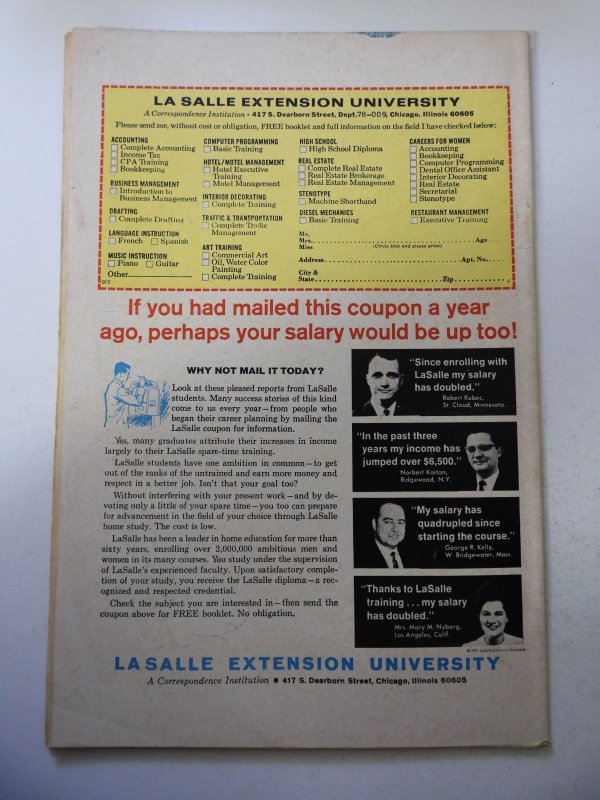 LA SALLE EXTENSION UNIVERSITY
A Correspondence Institution • 417 S. Dearborn Street, Dept.78-009, Chicago, Illinois 60605
Please send me, without cost or obligation, FREE booklet and full information on the field I have checked below:
ACCOUNTING
Complete Accounting
Income Tax
CPA Training
Bookkeeping
BUSINESS MANAGEMENT
Introduction to
Business Management
DRAFTING
Complete Drafting
LANGUAGE INSTRUCTION
French Spanish
MUSIC INSTRUCTION
Piano Guitar
Other
010
COMPUTER PROGRAMMING
Basic Training
HOTEL/MOTEL MANAGEMENT
Hotel Executive
Training
Motel Management
INTERIOR DECORATING
Complete Training
TRAFFIC & TRANSPORTATION
Complete Traffic
Management
ART TRAINING
Commercial Art
Oil, Water Color
Painting
Complete Training
HIGH SCHOOL
High School Diploma
REAL ESTATE
Complete Real Estate
Real Estate Brokerage
Real Estate Management
STENOTYPE
Machine Shorthand
DIESEL MECHANICS
Basic Training
CAREERS FOR WOMEN
Accounting
Bookkeeping
Computer Programming
Dental Office Assistant
Interior Decorating
Real Estate
Secretarial
Stenotype
RESTAURANT MANAGEMENT
Executive Training
Mr.
Mrs. Age
Miss (Circle title and please print)
Address Apt. No.
City &
State Zip
4
If you had mailed this coupon a year
ago, perhaps your salary would be up too!
WHY NOT MAIL IT TODAY?
Look at these pleased reports from LaSalle
students. Many success stories of this kind
come to us every year—from people who
began their career planning by mailing the
LaSalle coupon for information.
Yes, many graduates attribute their increases in income
largely to their LaSalle spare-time training.
LaSalle students have one ambition in common—to get
out of the ranks of the untrained and earn more money and
respect in a better job. Isn't that your goal too?
Without interfering with your present work—and by de-
voting only a little of your spare time—you too can prepare
for advancement in the field of your choice through LaSalle
home study. The cost is low.
LaSalle has been a leader in home education for more than
sixty years, enrolling over 2,000,000 ambitious men and
women in its many courses. You study under the supervision
of LaSalle's experienced faculty. Upon satisfactory comple-
tion of your study, you receive the LaSalle diploma—a rec-
ognized and respected credential.
Check the subject you are interested in—then send the
coupon above for FREE booklet. No obligation.
"Since enrolling with
LaSalle my salary
has doubled."
Robert Kubec,
St. Cloud, Minnesota
"In the past three
years my income has
jumped over $6,500."
Norbert Kaitan,
Ridgewood, N.Y.
"My salary has
quadrupled since
starting the course."
George R. Kelly,
W. Bridgewater, Mass.
"Thanks to LaSalle
training . . . my salary
has doubled."
Mrs. Mary M. Nyberg,
Los Angeles, Calif.
© 1971 LaSalle Extension University
LA SALLE EXTENSION UNIVERSITY
A Correspondence Institution • 417 S. Dearborn Street, Chicago, Illinois 60605